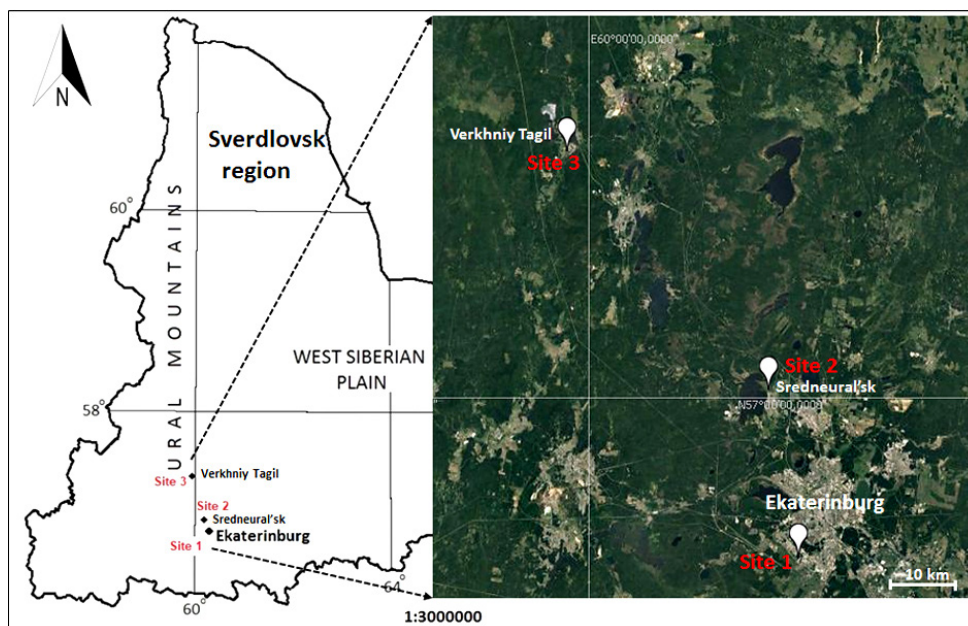 N
Sverdlovsk
region
60°
URAL MOUNTAINS
WEST SIBERIAN
PLAIN
58°
Verkhniy Tagil
Site 3
Site 2
Sredneural'sk
Ekaterinburg
Site 1
60°
64°
1:3000000
E60°00'00,0000"
Verkhniy Tagil
Site 3
Site 2
Sredneural'sk
N57°00'00,0000"
Ekaterinburg
Site 1
10 km